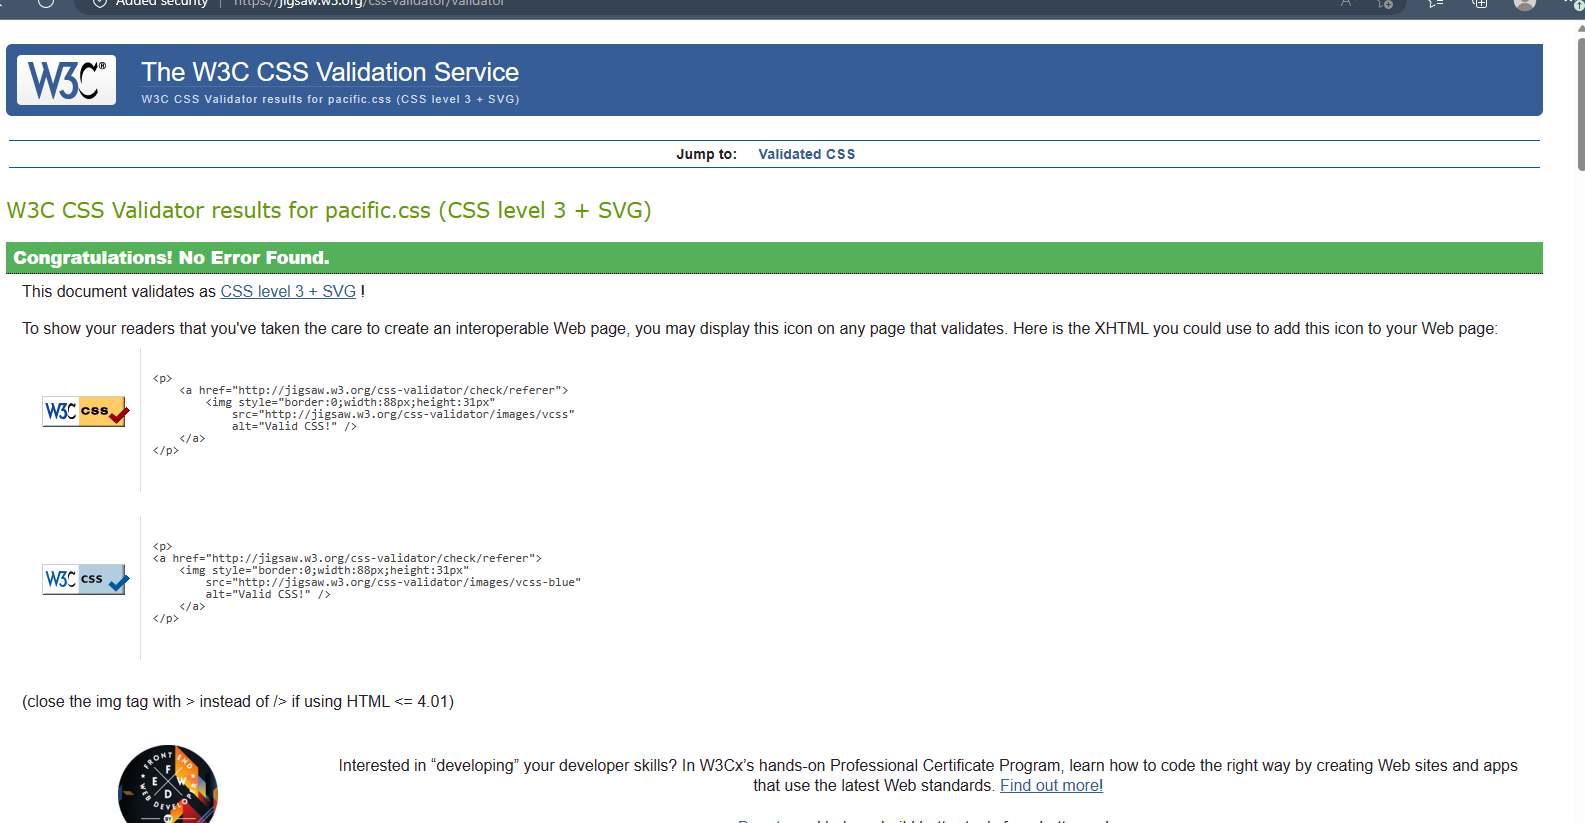 Added security | https://jigsaw.w3.org/css-validator/validator
W3C®
The W3C CSS Validation Service
W3C CSS Validator results for pacific.css (CSS level 3 + SVG)
Jump to: Validated CSS
W3C CSS Validator results for pacific.css (CSS level 3 + SVG)
Congratulations! No Error Found.
This document validates as CSS level 3 + SVG !
To show your readers that you've taken the care to create an interoperable Web page, you may display this icon on any page that validates. Here is the XHTML you could use to add this icon to your Web page:
W3C css
<p>
<a href="http://jigsaw.w3.org/css-validator/check/referer">
<img style="border:0;width:88px;height:31px"
src="http://jigsaw.w3.org/css-validator/images/vcss"
alt="Valid CSS!" />
</a>
</p>
W3C css
<p>
<a href="http://jigsaw.w3.org/css-validator/check/referer">
<img style="border:0;width:88px;height:31px"
src="http://jigsaw.w3.org/css-validator/images/vcss-blue"
alt="Valid CSS!" />
</a>
</p>
(close the img tag with > instead of /> if using HTML <= 4.01)
FRONT END
F
E W
D
WEB DEVELOP
Interested in “developing” your developer skills? In W3Cx’s hands-on Professional Certificate Program, learn how to code the right way by creating Web sites and apps
that use the latest Web standards. Find out more!